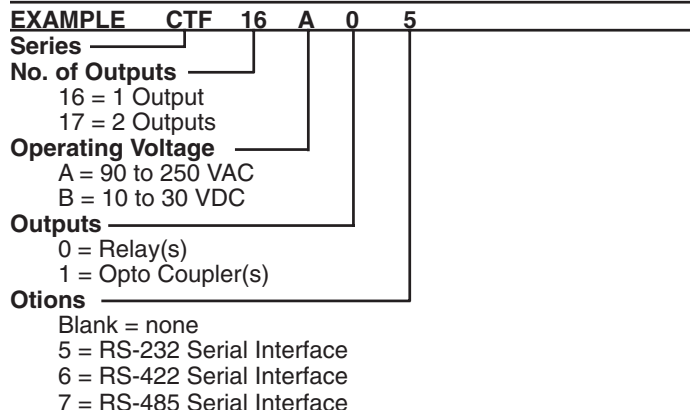 EXAMPLE CTF 16 A 0 5
Series
No. of Outputs
16 = 1 Output
17 = 2 Outputs
Operating Voltage
A = 90 to 250 VAC
B = 10 to 30 VDC
Outputs
0 = Relay(s)
1 = Opto Coupler(s)
Otions
Blank = none
5 = RS-232 Serial Interface
6 = RS-422 Serial Interface
7 = RS-485 Serial Interface